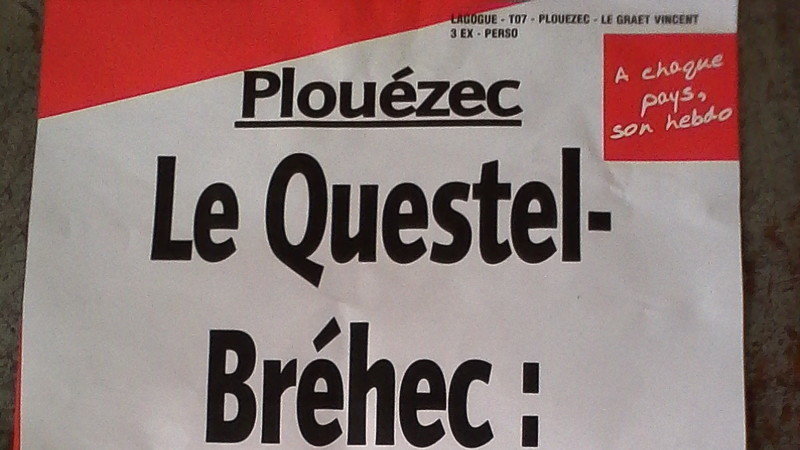 LAGOGUE - T07 - PLOUEZEC - LE GRAET VINCENT
3 EX - PERSO
A chaque
pays,
son hebdo
Plouézec
Le Questel-
Bréhec :